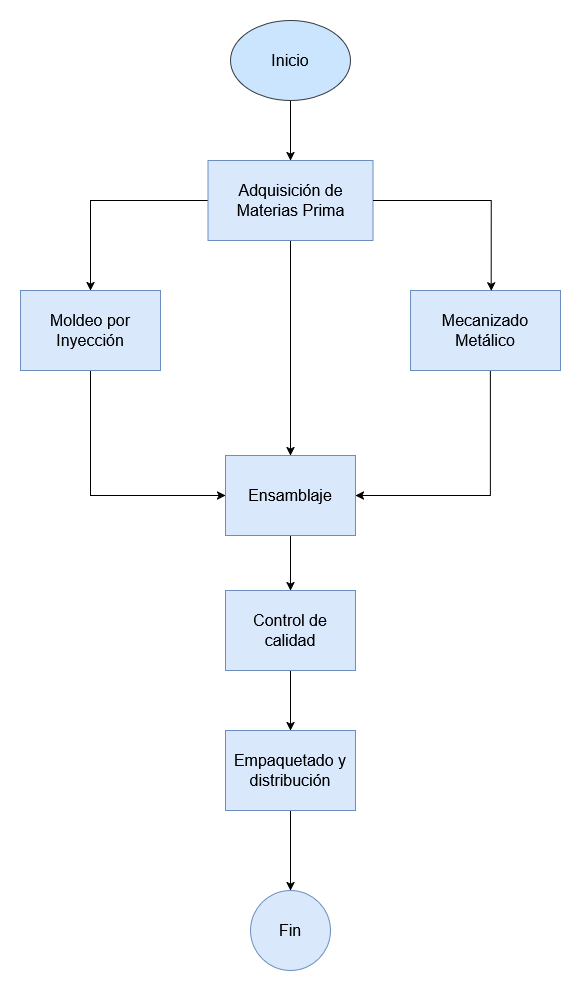 Inicio
Adquisición de
Materias Prima
Moldeo por
Inyección
Mecanizado
Metálico
Ensamblaje
Control de
calidad
Empaquetado y
distribución
Fin